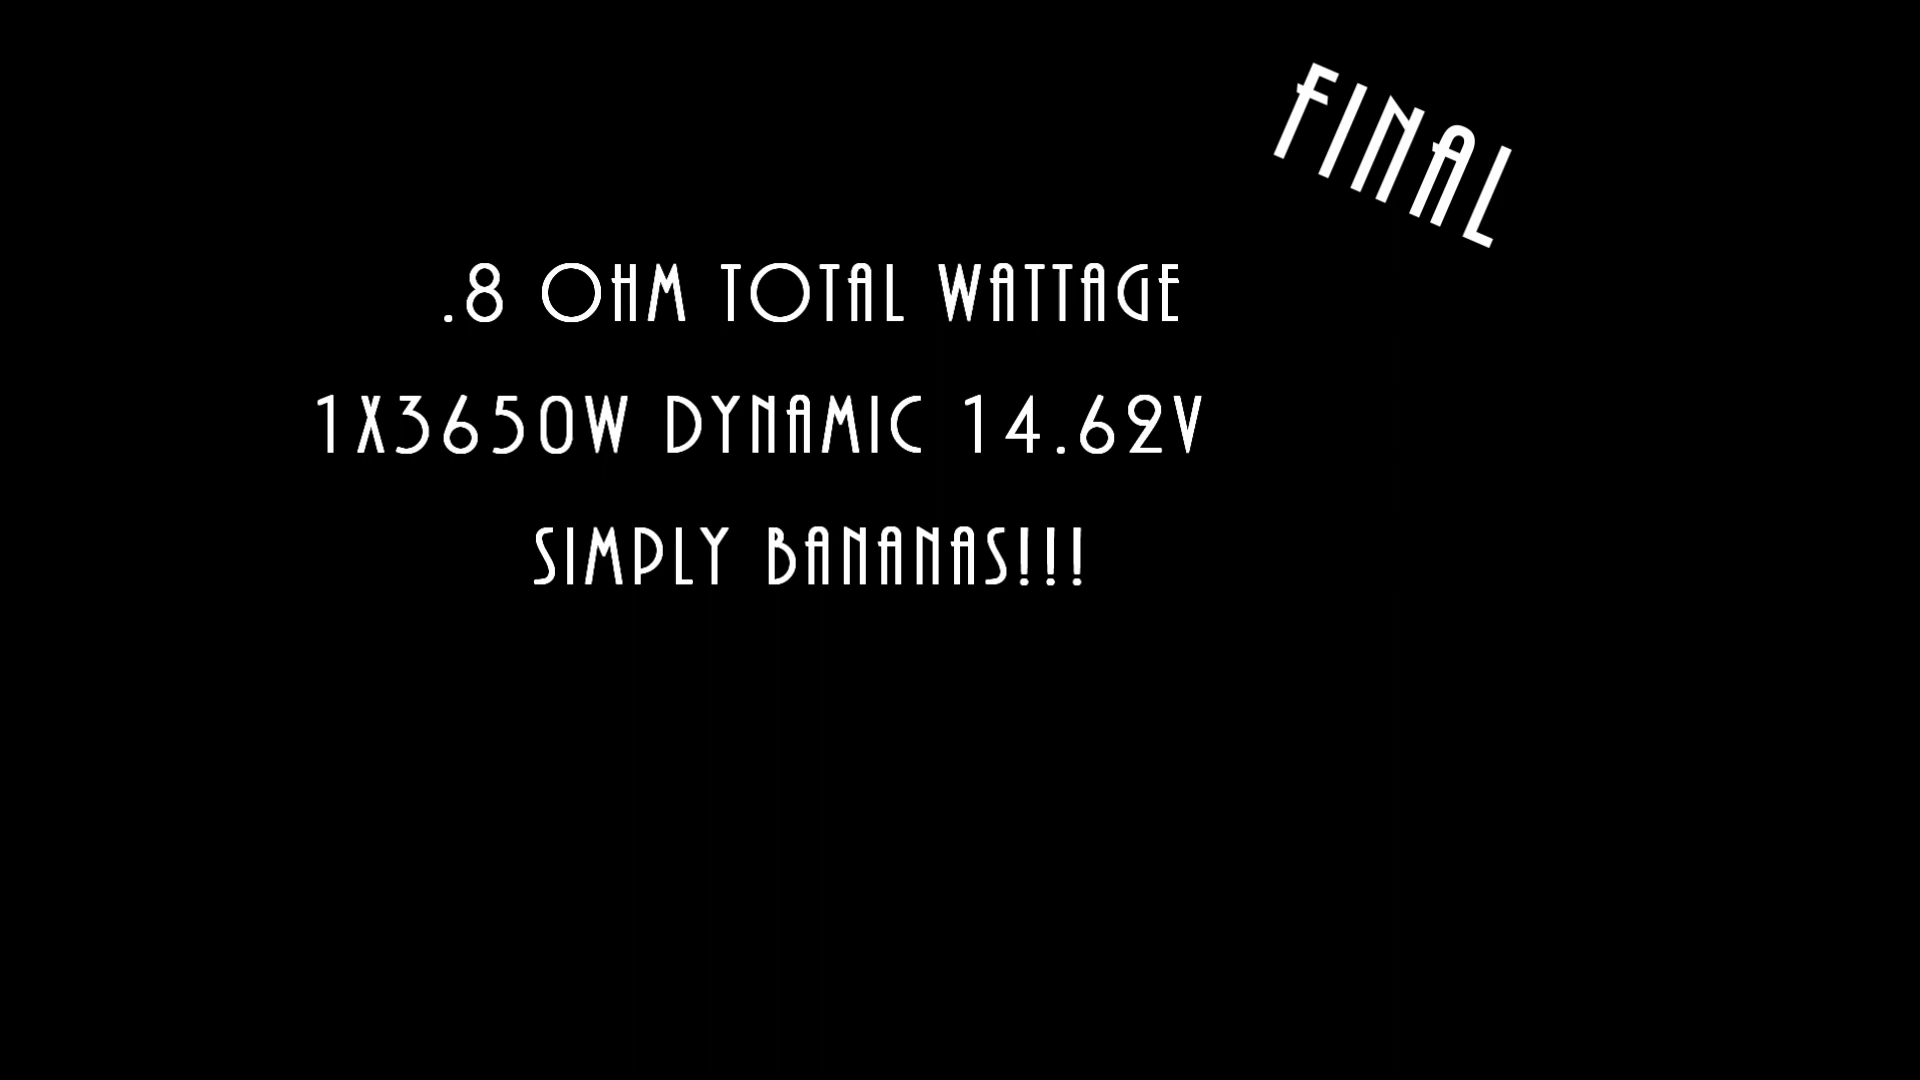 FINAL
.8 OHM TOTAL WATTAGE
1X3650W DYNAMIC 14.62V
SIMPLY BANANAS!!!